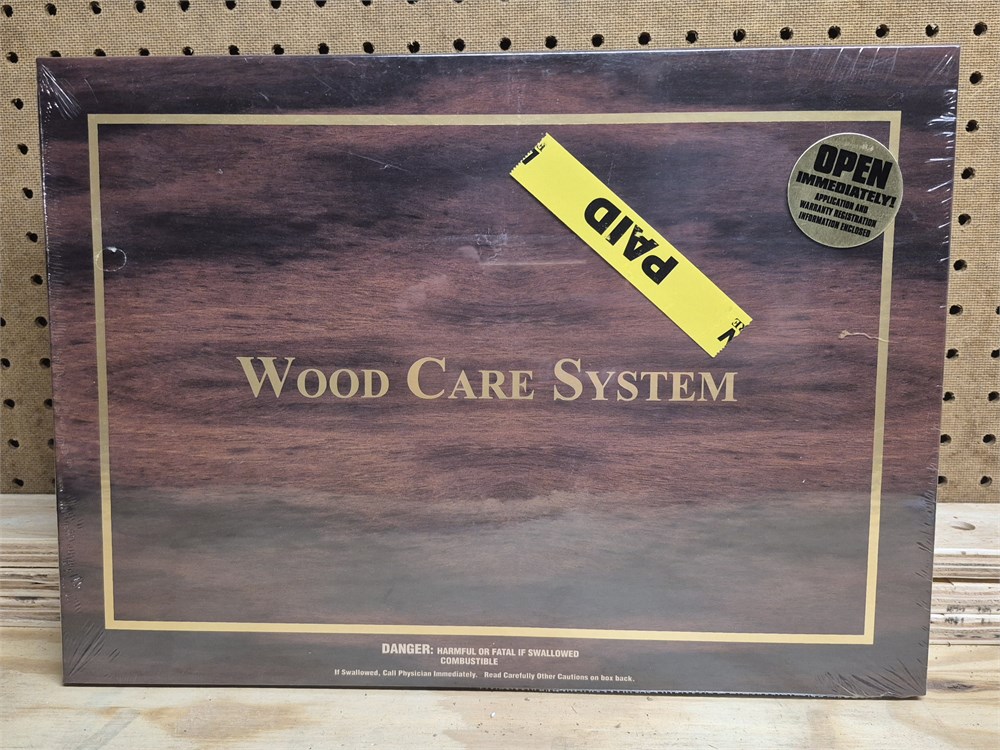 OPEN
IMMEDIATELY!
APPLICATION AND
WARRANTY REGISTRATION
INFORMATION ENCLOSED
PAID
WOOD CARE SYSTEM
DANGER: HARMFUL OR FATAL IF SWALLOWED
COMBUSTIBLE
If Swallowed, Call Physician Immediately. Read Carefully Other Cautions on box back.